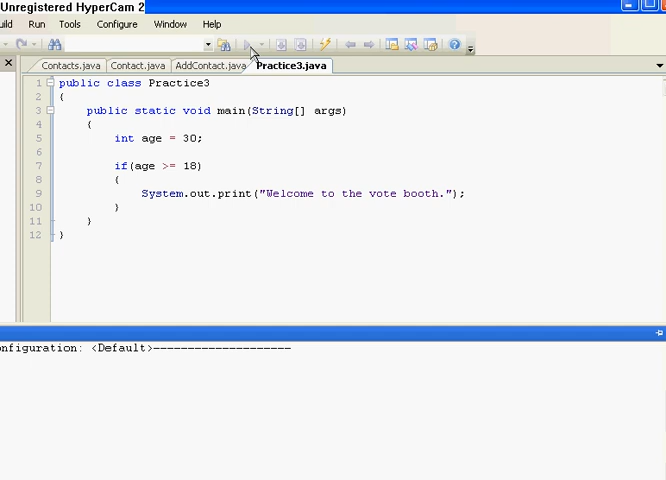 Unregistered HyperCam 2
uild Run Tools Configure Window Help
Contacts.java Contact.java AddContact.java Practice3.java
1 public class Practice3
2 {
3 public static void main(String[] args)
4 {
5 int age = 30;
6
7 if(age >= 18)
8 {
9 System.out.print("Welcome to the vote booth.");
10 }
11 }
12 }
onfiguration: <Default>--------------------